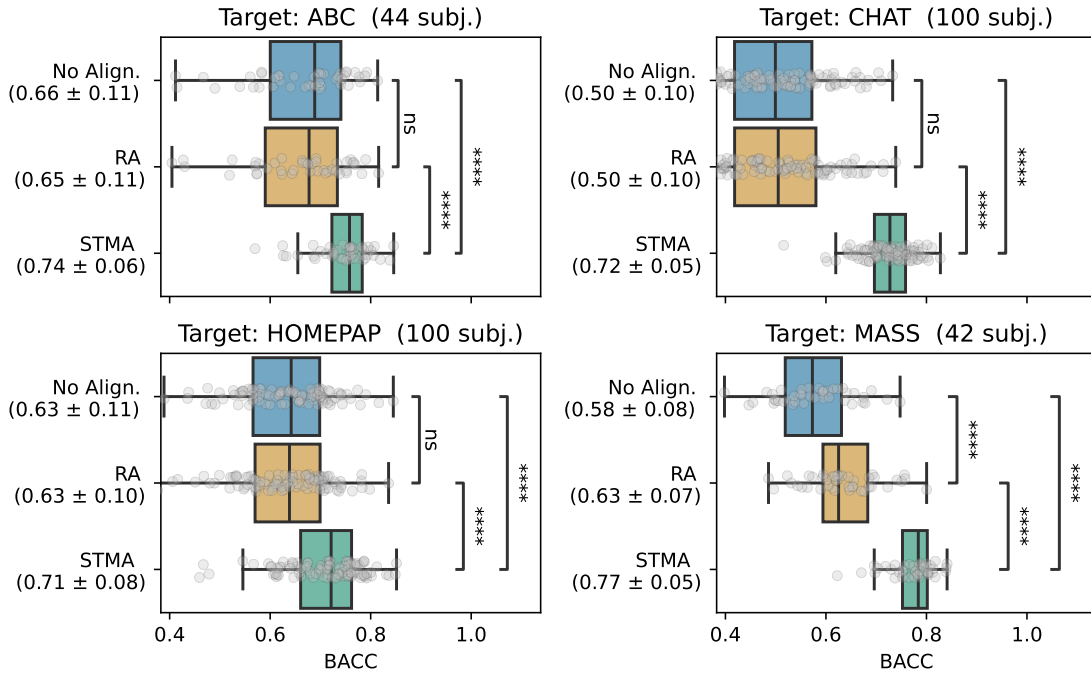 Target: ABC (44 subj.)
No Align.
(0.66 ± 0.11)
RA
(0.65 ± 0.11)
STMA
(0.74 ± 0.06)
ns
****
****
Target: CHAT (100 subj.)
No Align.
(0.50 ± 0.10)
RA
(0.50 ± 0.10)
STMA
(0.72 ± 0.05)
ns
****
****
Target: HOMEPAP (100 subj.)
No Align.
(0.63 ± 0.11)
RA
(0.63 ± 0.10)
STMA
(0.71 ± 0.08)
ns
****
****
0.4 0.6 0.8 1.0
BACC
Target: MASS (42 subj.)
No Align.
(0.58 ± 0.08)
RA
(0.63 ± 0.07)
STMA
(0.77 ± 0.05)
****
****
****
0.4 0.6 0.8 1.0
BACC